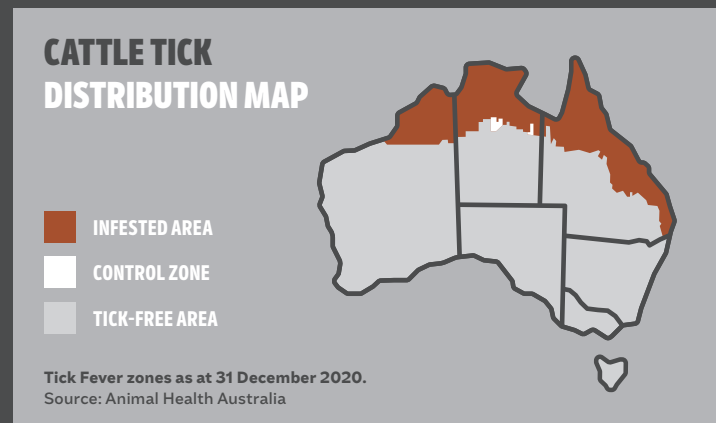 CATTLE TICK
DISTRIBUTION MAP
INFESTED AREA
CONTROL ZONE
TICK-FREE AREA
Tick Fever zones as at 31 December 2020.
Source: Animal Health Australia